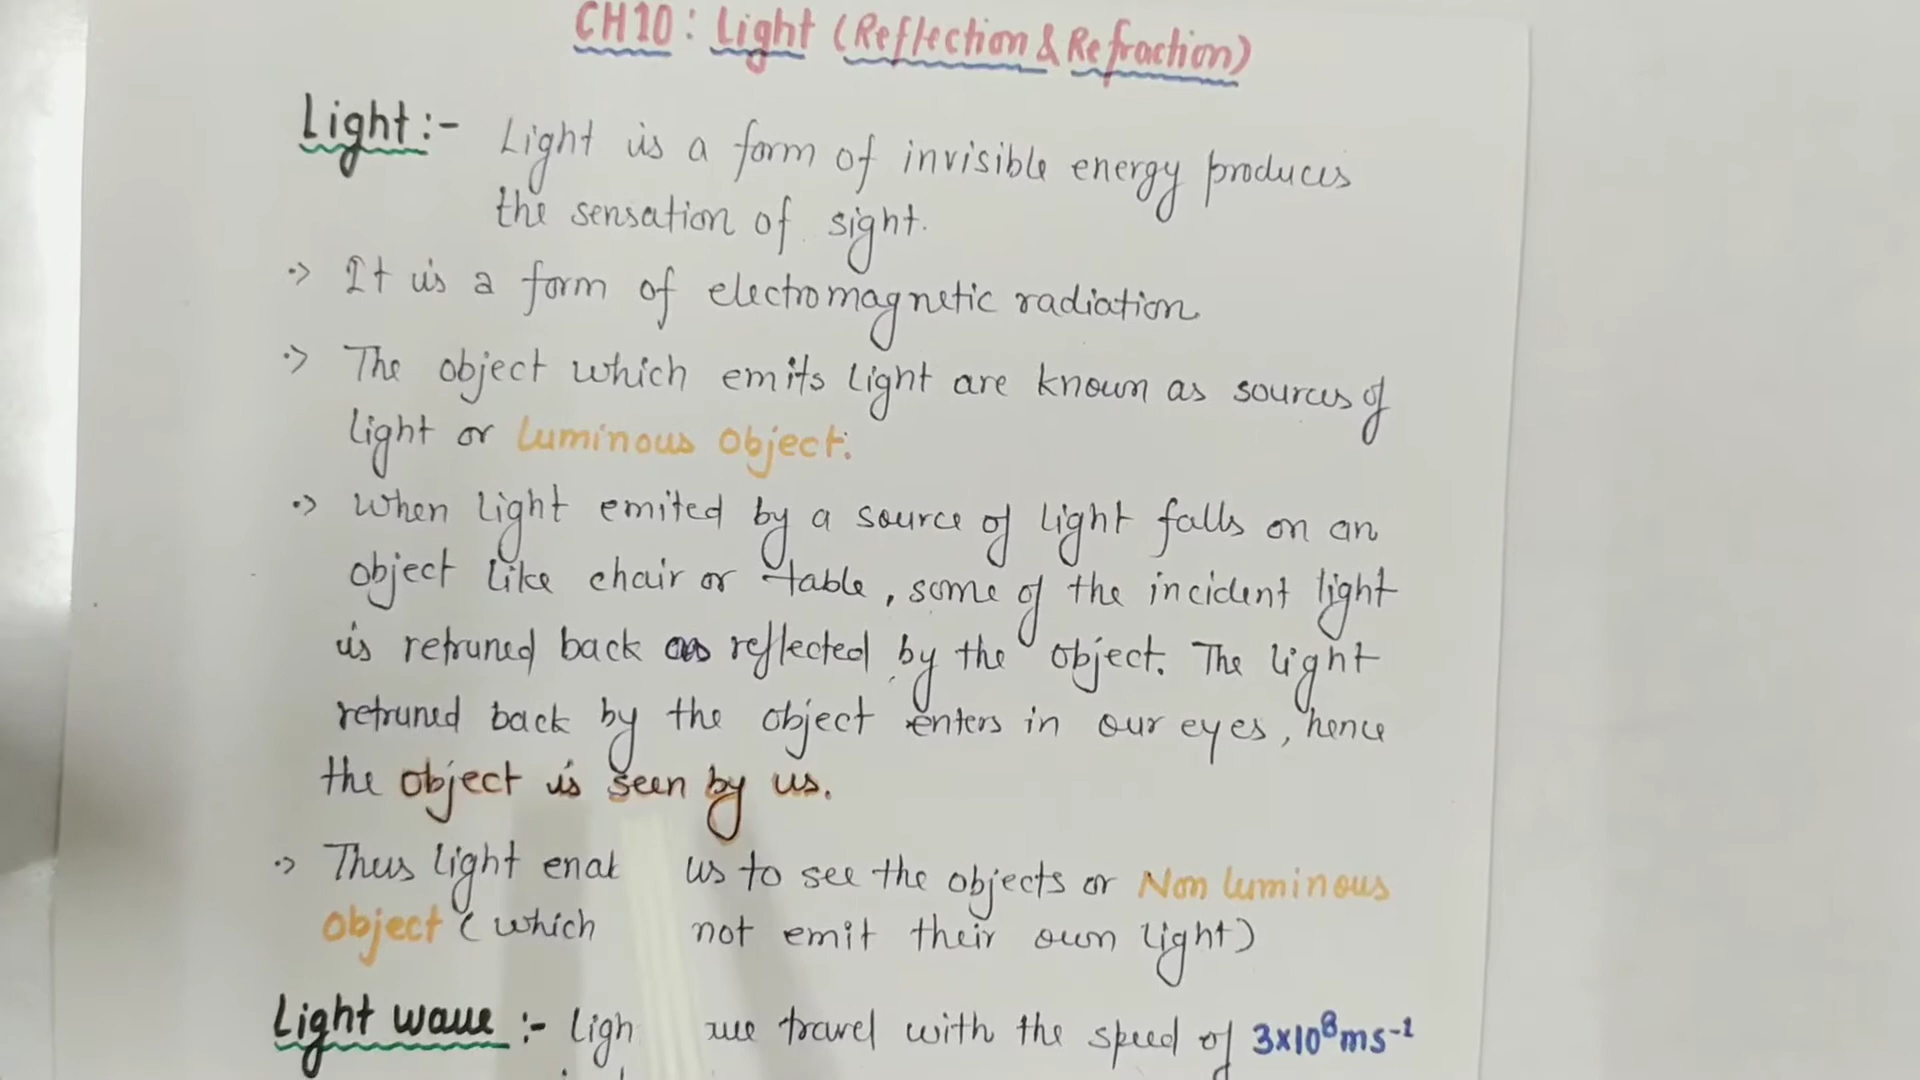 CH10: Light (Reflection & Refraction)
Light:- Light is a form of invisible energy produces
the sensation of sight.
•> It is a form of electromagnetic radiation
•> The object which emits light are known as sources of
light or Luminous Object.
•> When light emited by a source of light falls on an
object like chair or table, some of the incident light
is retruned back as reflected by the object. The light
retruned back by the object enters in our eyes, hence
the object is seen by us.
•> Thus light us to see the objects or Non luminous
Object (which not emit their own light)
Light wave :- travel with the speed of 3x10⁸ms⁻¹